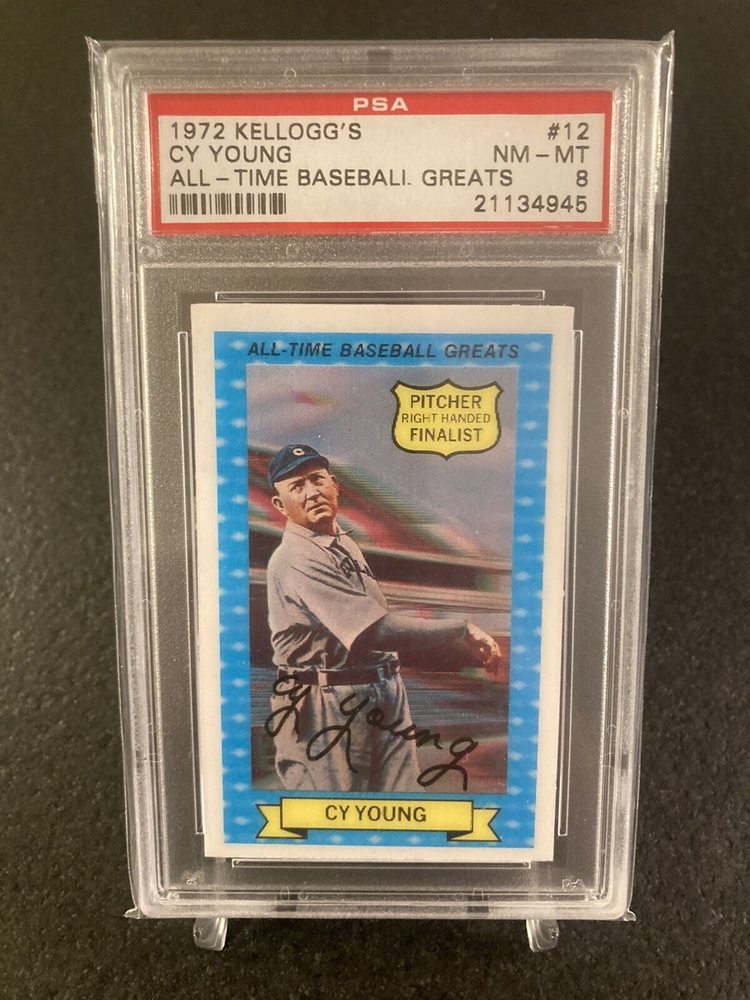 PSA
1972 KELLOGG'S #12
CY YOUNG NM - MT
ALL - TIME BASEBALL GREATS 8
21134945
ALL-TIME BASEBALL GREATS
PITCHER
RIGHT HANDED
FINALIST
C
cy young
CY YOUNG